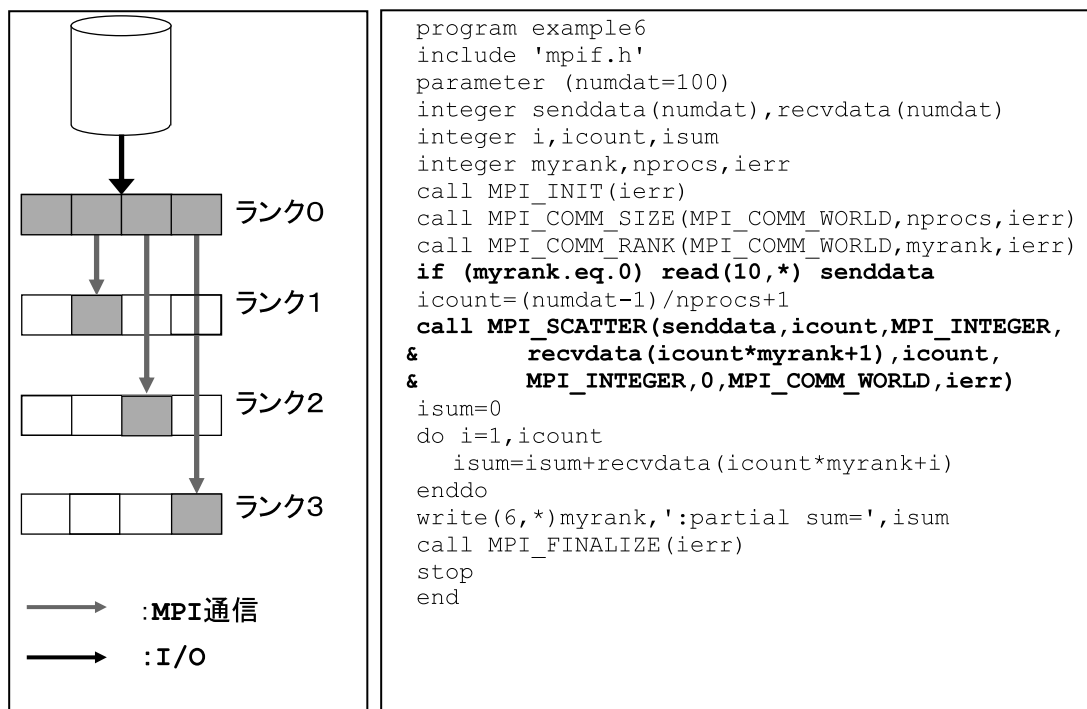 ランク0
ランク1
ランク2
ランク3
:MPI通信
:I/O
program example6
include 'mpif.h'
parameter (numdat=100)
integer senddata(numdat),recvdata(numdat)
integer i,icount,isum
integer myrank,nprocs,ierr
call MPI_INIT(ierr)
call MPI_COMM_SIZE(MPI_COMM_WORLD,nprocs,ierr)
call MPI_COMM_RANK(MPI_COMM_WORLD,myrank,ierr)
if (myrank.eq.0) read(10,*) senddata
icount=(numdat-1)/nprocs+1
call MPI_SCATTER(senddata,icount,MPI_INTEGER,
& recvdata(icount*myrank+1),icount,
& MPI_INTEGER,0,MPI_COMM_WORLD,ierr)
isum=0
do i=1,icount
isum=isum+recvdata(icount*myrank+i)
enddo
write(6,*)myrank,':partial sum=',isum
call MPI_FINALIZE(ierr)
stop
end